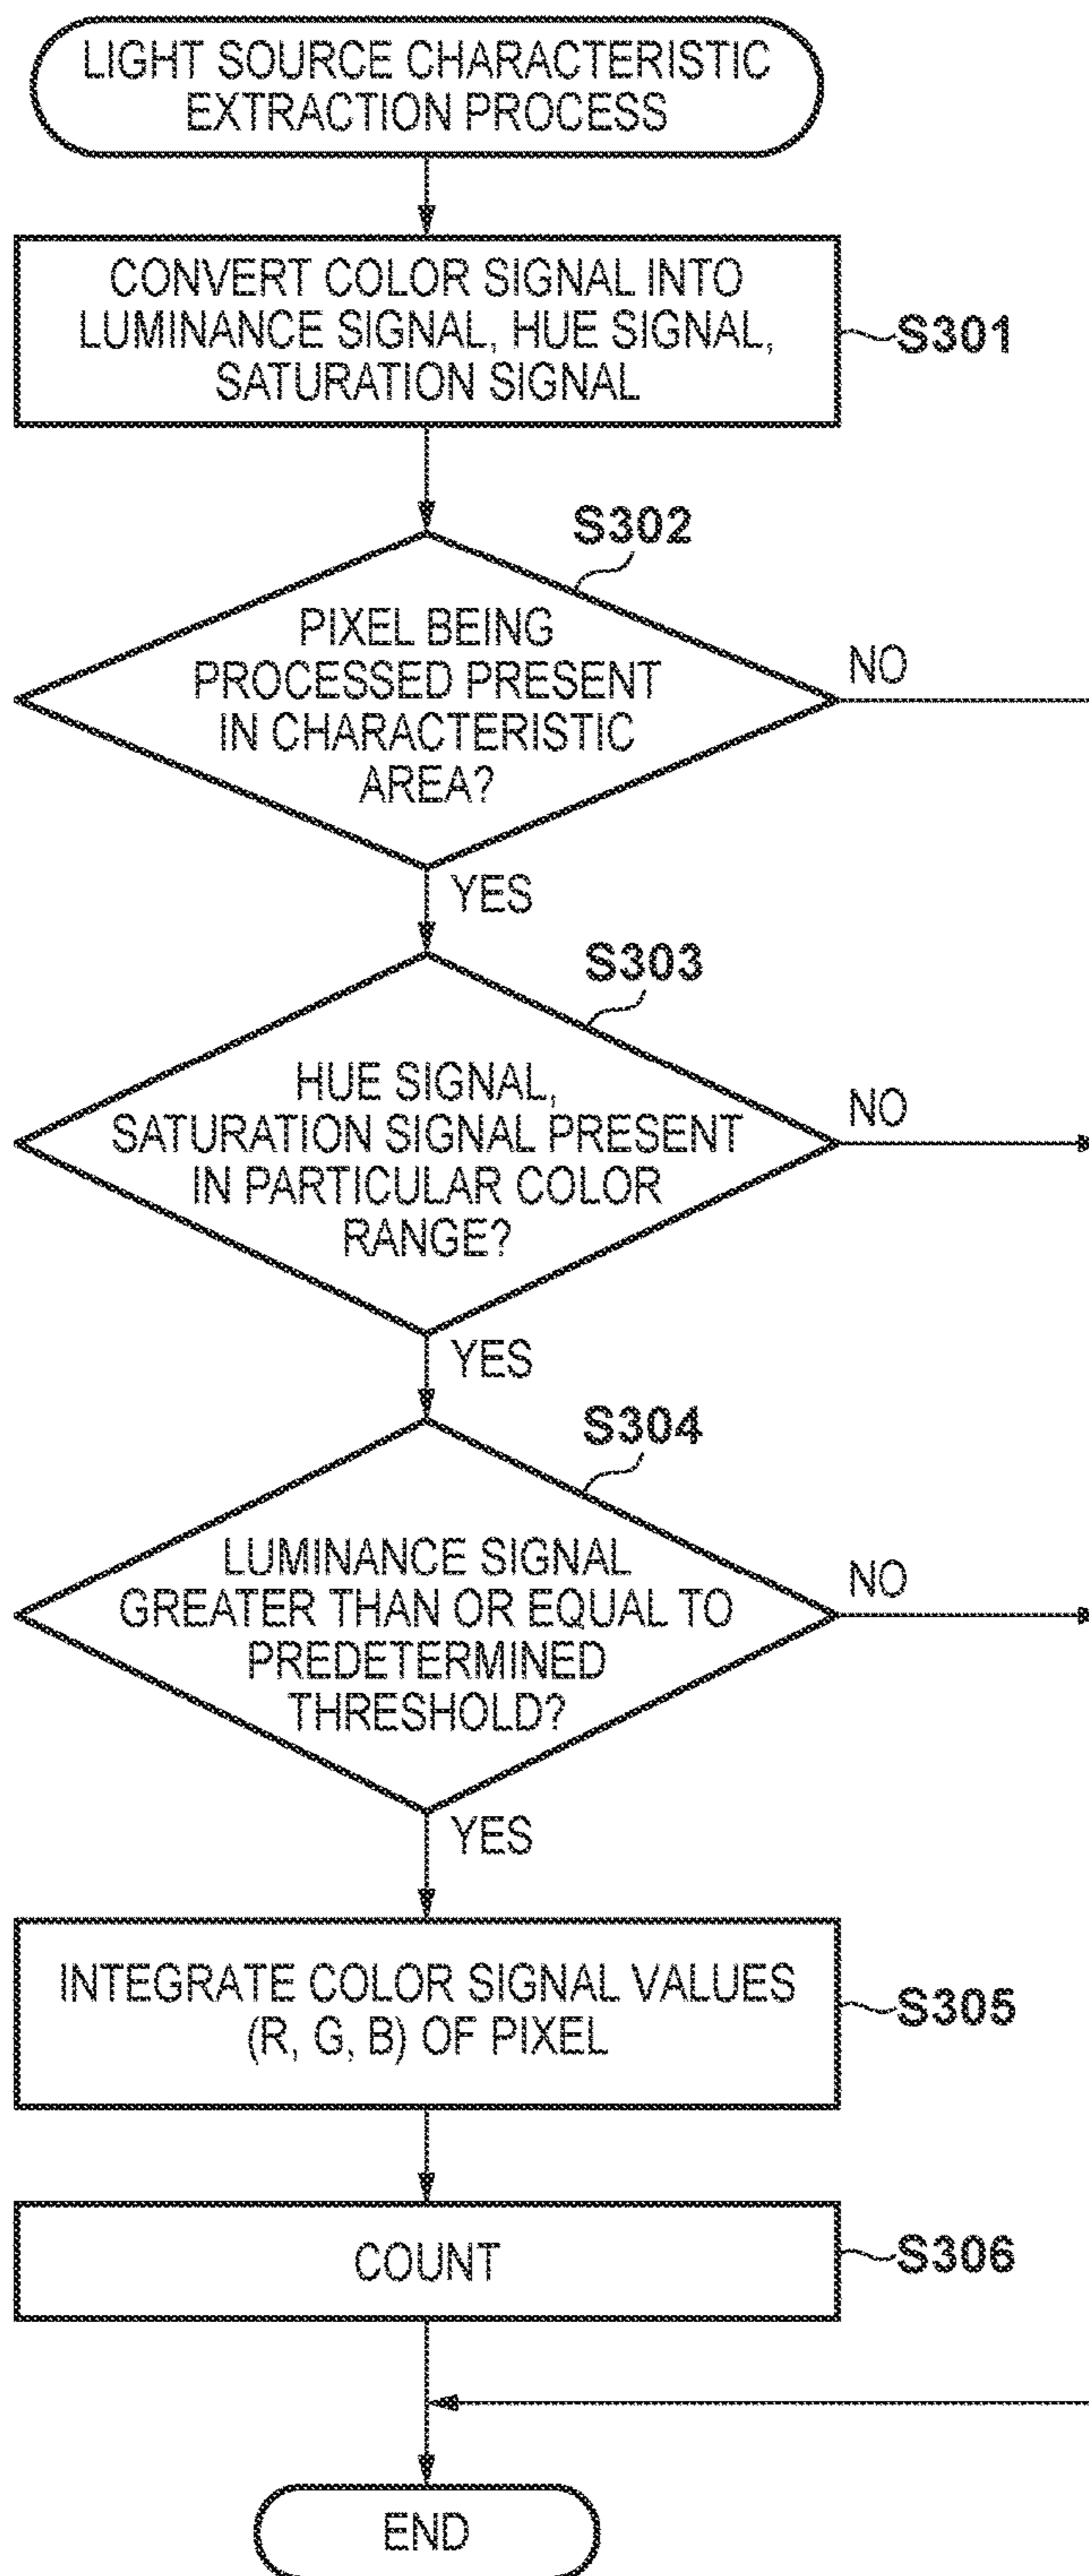 LIGHT SOURCE CHARACTERISTIC
EXTRACTION PROCESS
CONVERT COLOR SIGNAL INTO
LUMINANCE SIGNAL, HUE SIGNAL,
SATURATION SIGNAL
S301
S302
PIXEL BEING
PROCESSED PRESENT
IN CHARACTERISTIC
AREA?
NO
YES
S303
HUE SIGNAL,
SATURATION SIGNAL PRESENT
IN PARTICULAR COLOR
RANGE?
NO
YES
S304
LUMINANCE SIGNAL
GREATER THAN OR EQUAL TO
PREDETERMINED
THRESHOLD?
NO
YES
INTEGRATE COLOR SIGNAL VALUES
(R, G, B) OF PIXEL
S305
COUNT
S306
END